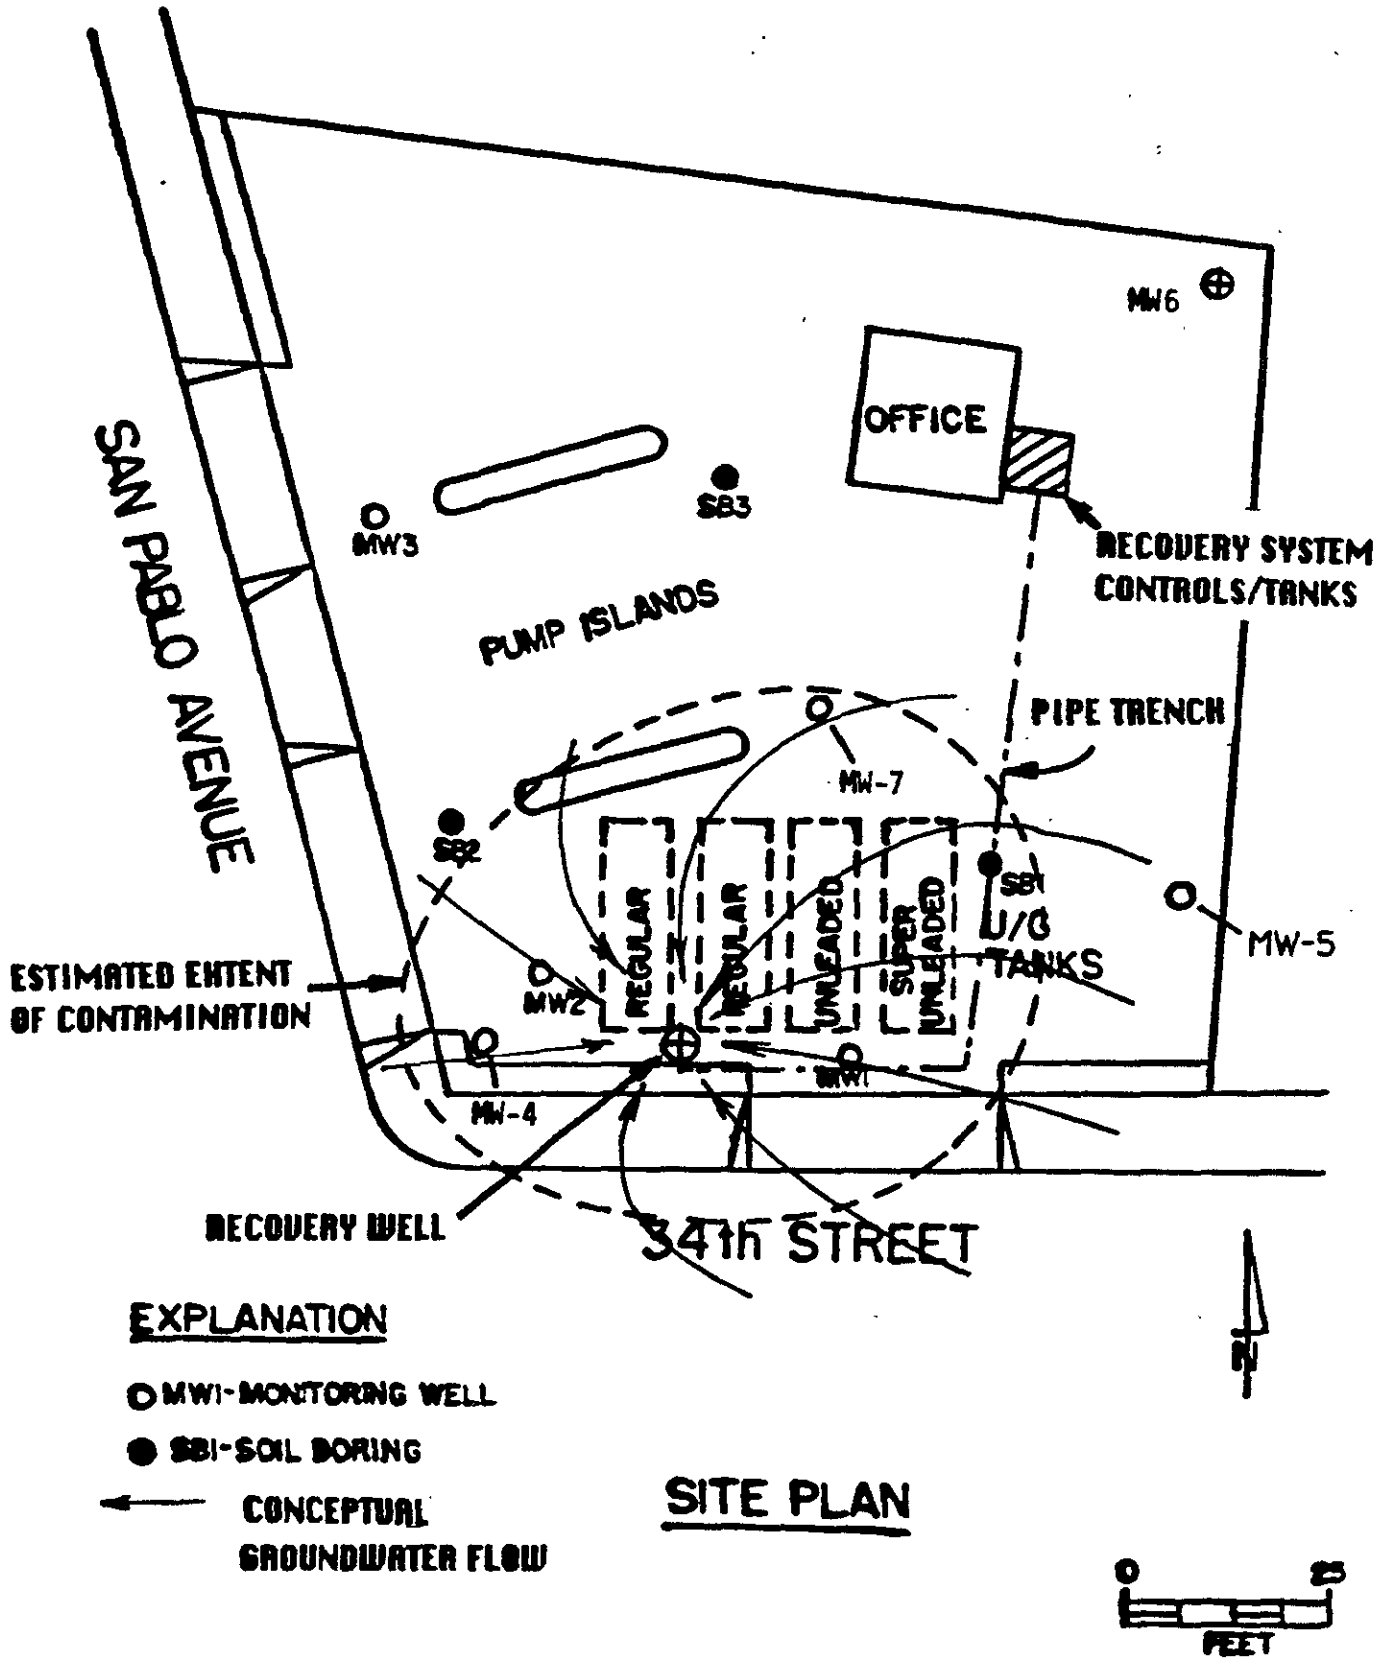 MW6
OFFICE
SAN PABLO AVENUE
SB3
MW3
RECOVERY SYSTEM
CONTROLS/TANKS
PUMP ISLANDS
PIPE TRENCH
MW-7
SB2
SB1
REGULAR
REGULAR
UNLEADED
SUPER
UNLEADED
U/G
TANKS
MW-5
ESTIMATED EXTENT
OF CONTAMINATION
MW2
MW1
MW-4
RECOVERY WELL
34th STREET
EXPLANATION
MW1-MONITORING WELL
SB1-SOIL BORING
CONCEPTUAL
GROUNDWATER FLOW
N
SITE PLAN
0 25
FEET